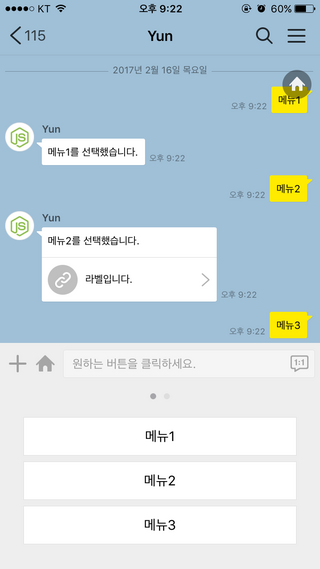 KT 오후 9:22 60%
115 Yun
2017년 2월 16일 목요일
오후 9:22 메뉴1
Yun
메뉴1를 선택했습니다. 오후 9:22
오후 9:22 메뉴2
Yun
메뉴2를 선택했습니다.
라벨입니다.
오후 9:22
오후 9:22 메뉴3
원하는 버튼을 클릭하세요. 1:1
메뉴1
메뉴2
메뉴3